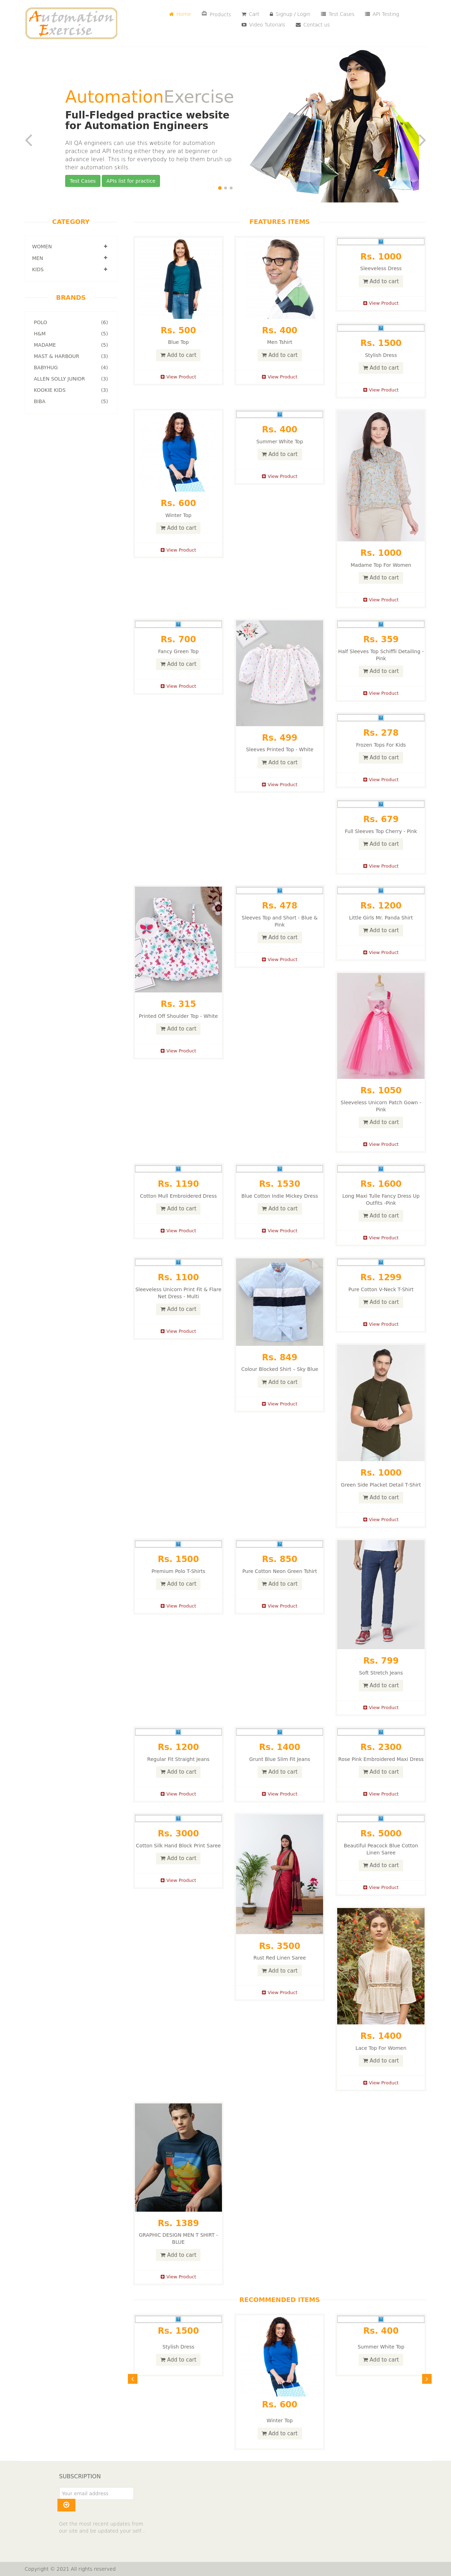 Automation
Exercise
Home
Products
Cart
Signup / Login
Test Cases
API Testing
Video Tutorials
Contact us
AutomationExercise
Full-Fledged practice website
for Automation Engineers
All QA engineers can use this website for automation
practice and API testing either they are at beginner or
advance level. This is for everybody to help them brush up
their automation skills.
Test Cases
APIs list for practice
CATEGORY
WOMEN
MEN
KIDS
BRANDS
POLO (6)
H&M (5)
MADAME (5)
MAST & HARBOUR (3)
BABYHUG (4)
ALLEN SOLLY JUNIOR (3)
KOOKIE KIDS (3)
BIBA (5)
FEATURES ITEMS
Rs. 500
Blue Top
Add to cart
View Product
Rs. 400
Men Tshirt
Add to cart
View Product
Rs. 1000
Sleeveless Dress
Add to cart
View Product
Rs. 1500
Stylish Dress
Add to cart
View Product
Rs. 600
Winter Top
Add to cart
View Product
Rs. 400
Summer White Top
Add to cart
View Product
Rs. 1000
Madame Top For Women
Add to cart
View Product
Rs. 700
Fancy Green Top
Add to cart
View Product
Rs. 499
Sleeves Printed Top - White
Add to cart
View Product
Rs. 359
Half Sleeves Top Schiffli Detailing -
Pink
Add to cart
View Product
Rs. 278
Frozen Tops For Kids
Add to cart
View Product
Rs. 679
Full Sleeves Top Cherry - Pink
Add to cart
View Product
Rs. 315
Printed Off Shoulder Top - White
Add to cart
View Product
Rs. 478
Sleeves Top and Short - Blue &
Pink
Add to cart
View Product
Rs. 1200
Little Girls Mr. Panda Shirt
Add to cart
View Product
Rs. 1050
Sleeveless Unicorn Patch Gown -
Pink
Add to cart
View Product
Rs. 1190
Cotton Mull Embroidered Dress
Add to cart
View Product
Rs. 1530
Blue Cotton Indie Mickey Dress
Add to cart
View Product
Rs. 1600
Long Maxi Tulle Fancy Dress Up
Outfits -Pink
Add to cart
View Product
Rs. 1100
Sleeveless Unicorn Print Fit & Flare
Net Dress - Multi
Add to cart
View Product
Rs. 849
Colour Blocked Shirt – Sky Blue
Add to cart
View Product
Rs. 1299
Pure Cotton V-Neck T-Shirt
Add to cart
View Product
Rs. 1000
Green Side Placket Detail T-Shirt
Add to cart
View Product
Rs. 1500
Premium Polo T-Shirts
Add to cart
View Product
Rs. 850
Pure Cotton Neon Green Tshirt
Add to cart
View Product
Rs. 799
Soft Stretch Jeans
Add to cart
View Product
Rs. 1200
Regular Fit Straight Jeans
Add to cart
View Product
Rs. 1400
Grunt Blue Slim Fit Jeans
Add to cart
View Product
Rs. 2300
Rose Pink Embroidered Maxi Dress
Add to cart
View Product
Rs. 3000
Cotton Silk Hand Block Print Saree
Add to cart
View Product
Rs. 3500
Rust Red Linen Saree
Add to cart
View Product
Rs. 5000
Beautiful Peacock Blue Cotton
Linen Saree
Add to cart
View Product
Rs. 1400
Lace Top For Women
Add to cart
View Product
Rs. 1389
GRAPHIC DESIGN MEN T SHIRT -
BLUE
Add to cart
View Product
RECOMMENDED ITEMS
Rs. 1500
Stylish Dress
Add to cart
Rs. 600
Winter Top
Add to cart
Rs. 400
Summer White Top
Add to cart
SUBSCRIPTION
Your email address
Get the most recent updates from
our site and be updated your self...
Copyright © 2021 All rights reserved